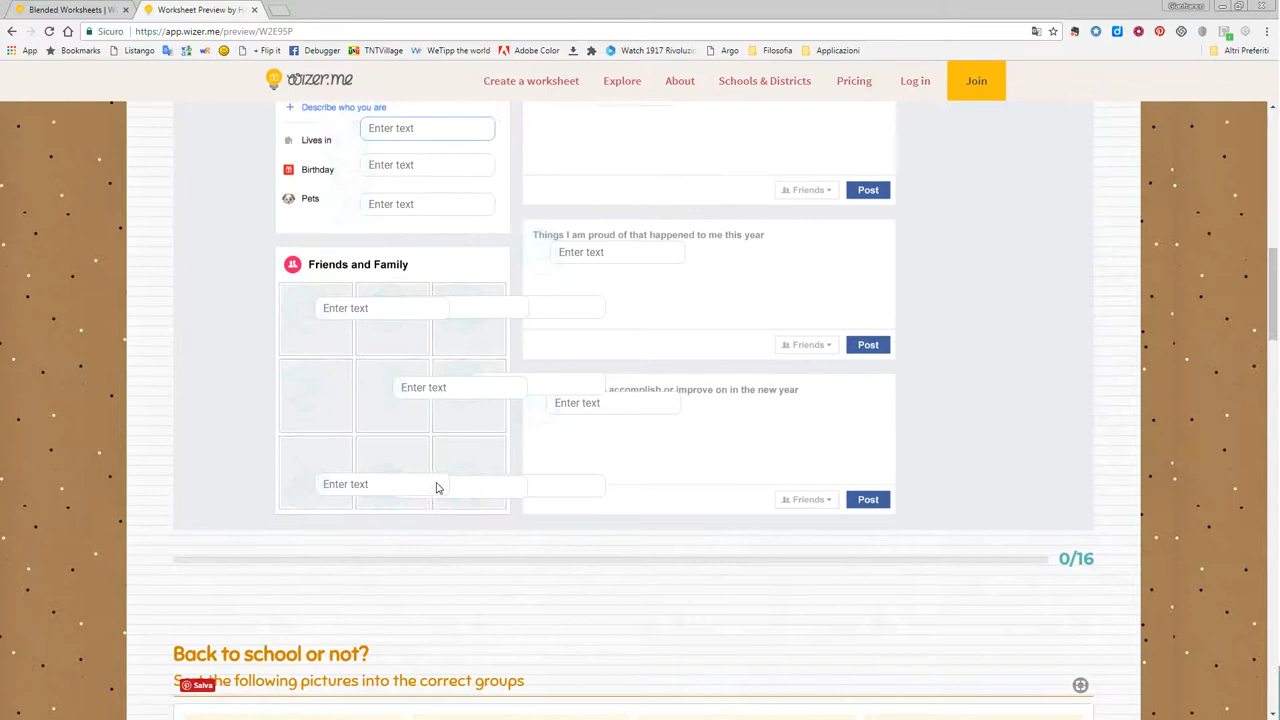 Blended Worksheets | W
Worksheet Preview by H
Gianfranco
Sicuro
https://app.wizer.me/preview/W2E95P
App
Bookmarks
Listango
Flip it
Debugger
TNTVillage
WeTipp the world
Adobe Color
Watch 1917 Rivoluzi
Argo
Filosofia
Applicazioni
Altri Preferiti
wizer.me
Create a worksheet
Explore
About
Schools & Districts
Pricing
Log in
Join
+ Describe who you are
Lives in
Enter text
Birthday
Enter text
Pets
Enter text
Friends
Post
Things I am proud of that happened to me this year
Enter text
Friends
Post
Friends and Family
Enter text
Enter text
Enter text
accomplish or improve on in the new year
Enter text
Friends
Post
0/16
Back to school or not?
Salva
the following pictures into the correct groups